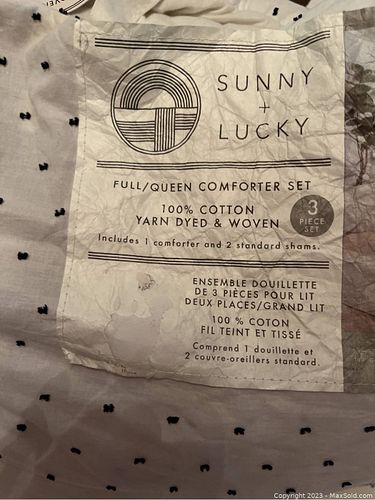 SUNNY
+
LUCKY
FULL/QUEEN COMFORTER SET
100% COTTON
YARN DYED & WOVEN
3
PIECE
SET
Includes 1 comforter and 2 standard shams.
ENSEMBLE DOUILLETTE
DE 3 PIÈCES POUR LIT
DEUX PLACES/GRAND LIT
100 % COTON
FIL TEINT ET TISSÉ
Comprend 1 douillette et
2 couvre-oreillers standard.
Copyright 2023 - MaxSold.com